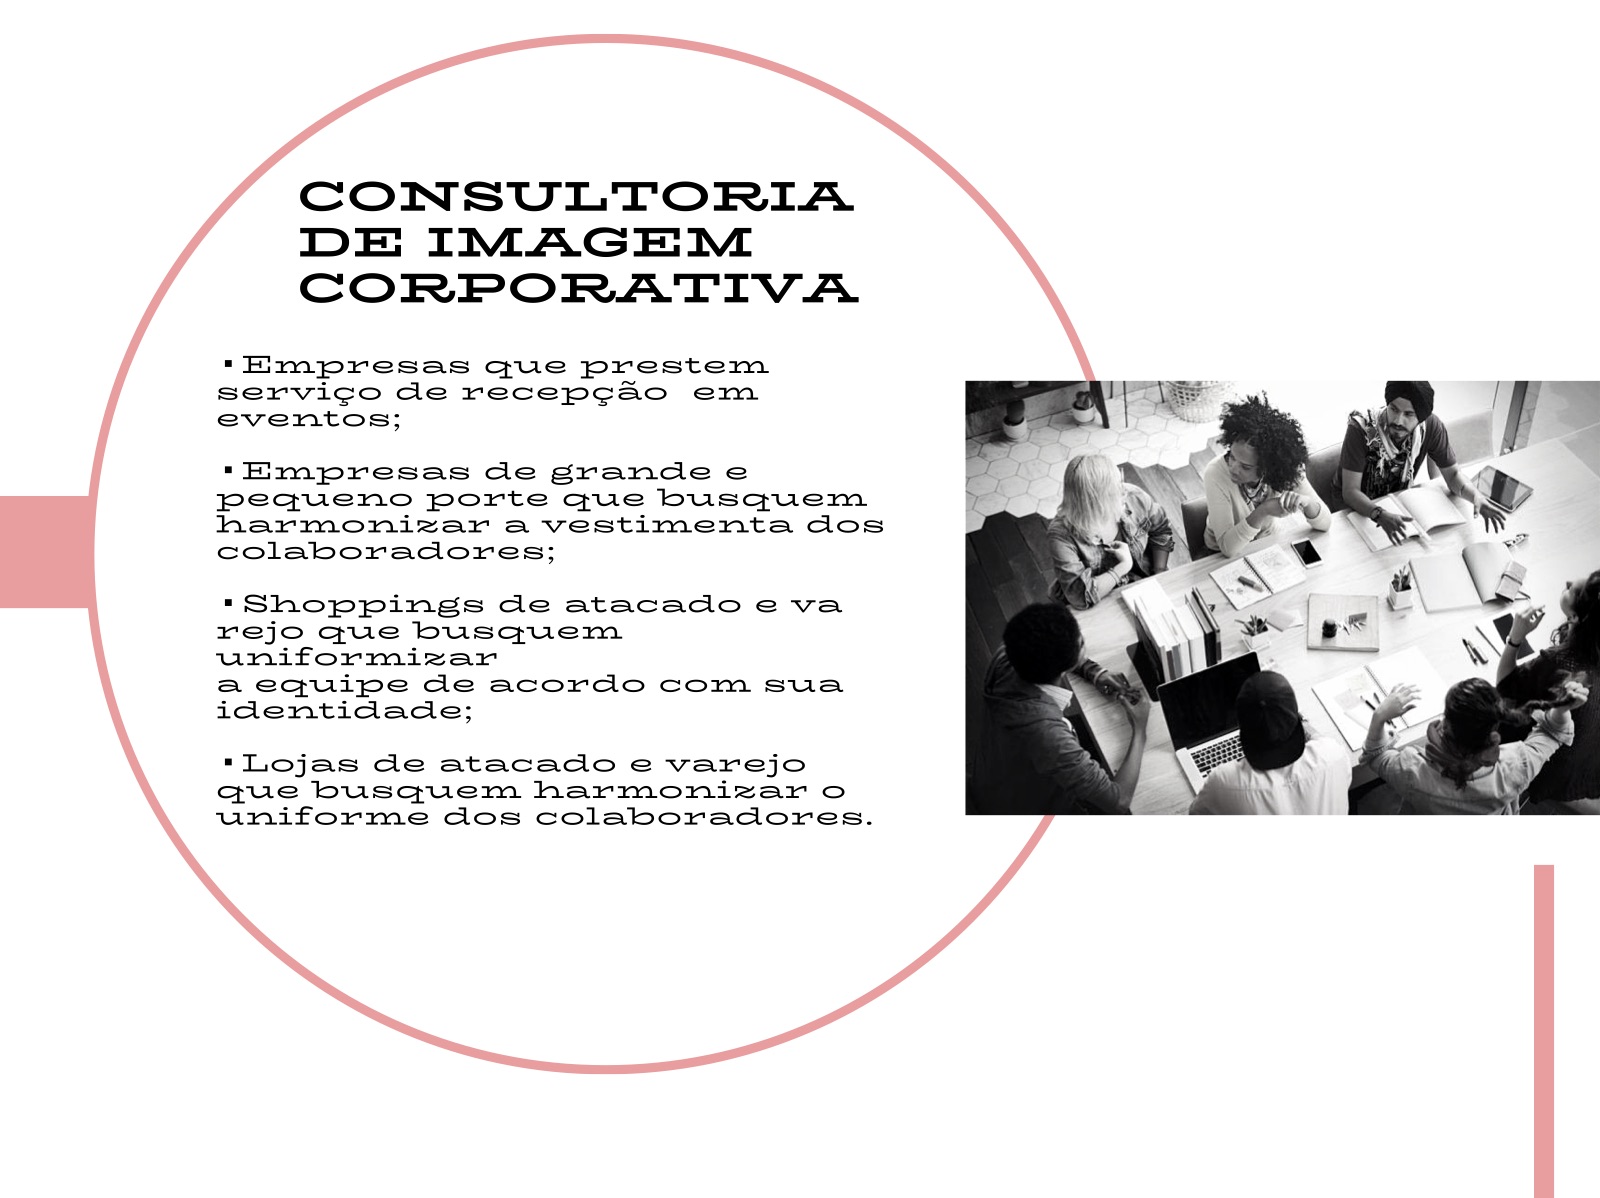 CONSULTORIA
DE IMAGEM
CORPORATIVA
▪Empresas que prestem
serviço de recepção  em
eventos;
▪Empresas de grande e
pequeno porte que busquem
harmonizar a vestimenta dos
colaboradores;
▪Shoppings de atacado e va
rejo que busquem
uniformizar
a equipe de acordo com sua
identidade;
▪Lojas de atacado e varejo
que busquem harmonizar o
uniforme dos colaboradores.